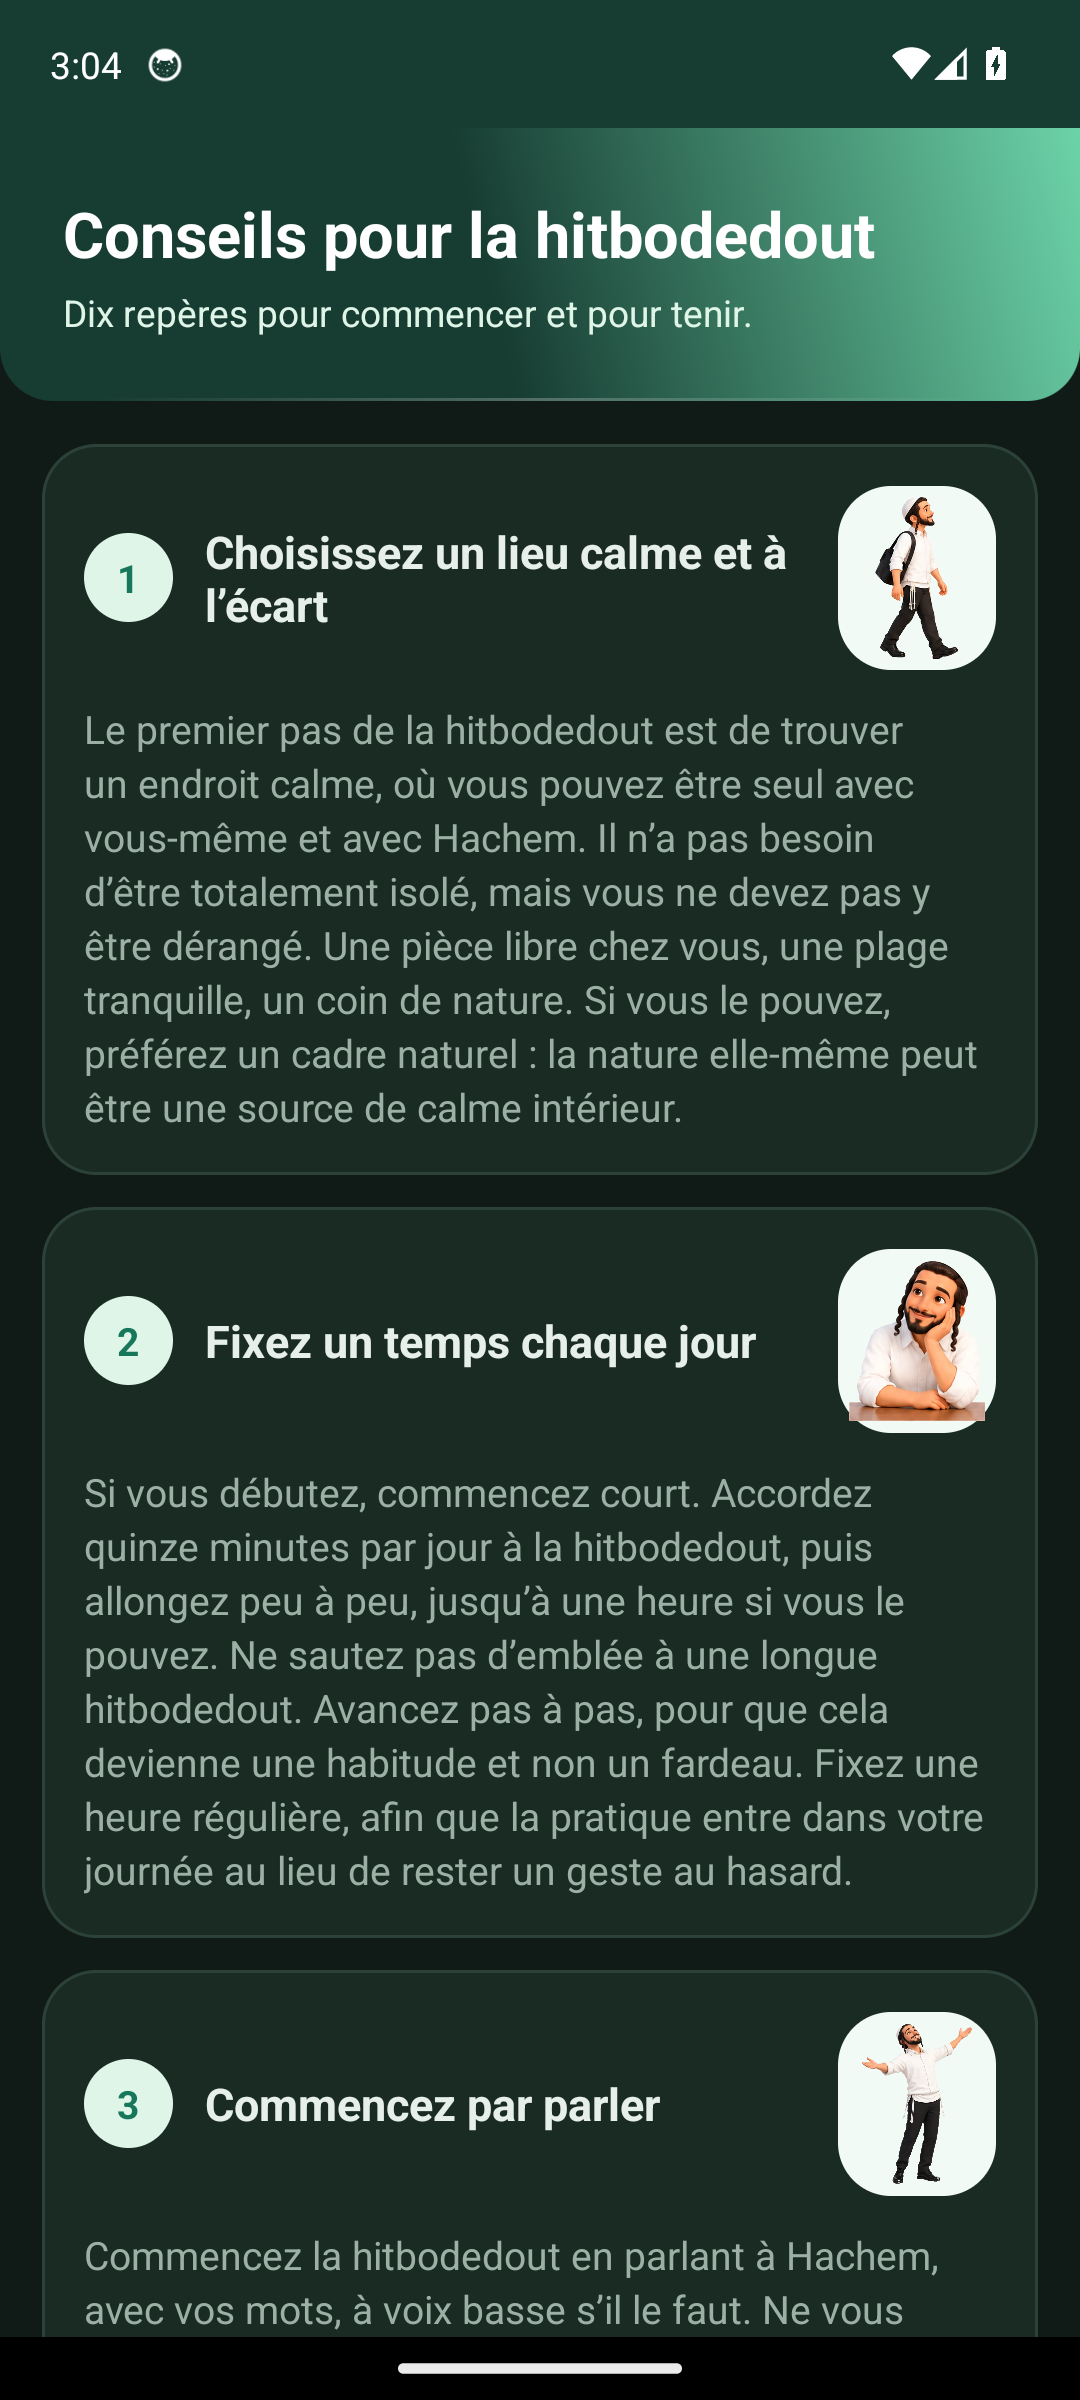 3:04
Conseils pour la hitbodedout
Dix repères pour commencer et pour tenir.
1
Choisissez un lieu calme et à
l’écart
Le premier pas de la hitbodedout est de trouver
un endroit calme, où vous pouvez être seul avec
vous-même et avec Hachem. Il n’a pas besoin
d’être totalement isolé, mais vous ne devez pas y
être dérangé. Une pièce libre chez vous, une plage
tranquille, un coin de nature. Si vous le pouvez,
préférez un cadre naturel : la nature elle-même peut
être une source de calme intérieur.
2
Fixez un temps chaque jour
Si vous débutez, commencez court. Accordez
quinze minutes par jour à la hitbodedout, puis
allongez peu à peu, jusqu’à une heure si vous le
pouvez. Ne sautez pas d’emblée à une longue
hitbodedout. Avancez pas à pas, pour que cela
devienne une habitude et non un fardeau. Fixez une
heure régulière, afin que la pratique entre dans votre
journée au lieu de rester un geste au hasard.
3
Commencez par parler
Commencez la hitbodedout en parlant à Hachem,
avec vos mots, à voix basse s’il le faut. Ne vous